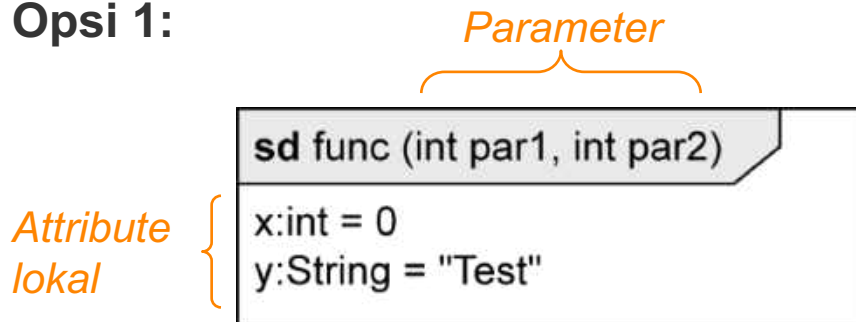 Opsi 1:
Parameter
sd func (int par1, int par2)
Attribute
lokal
x:int = 0
y:String = "Test"